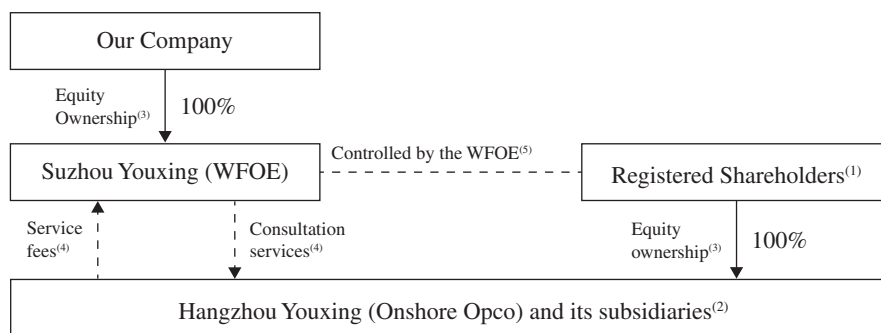 Our Company
Equity
Ownership(3)
100%
Suzhou Youxing (WFOE)
Controlled by the WFOE(5)
Registered Shareholders(1)
Service
fees(4)
Consultation
services(4)
Equity
ownership(3)
100%
Hangzhou Youxing (Onshore Opco) and its subsidiaries(2)